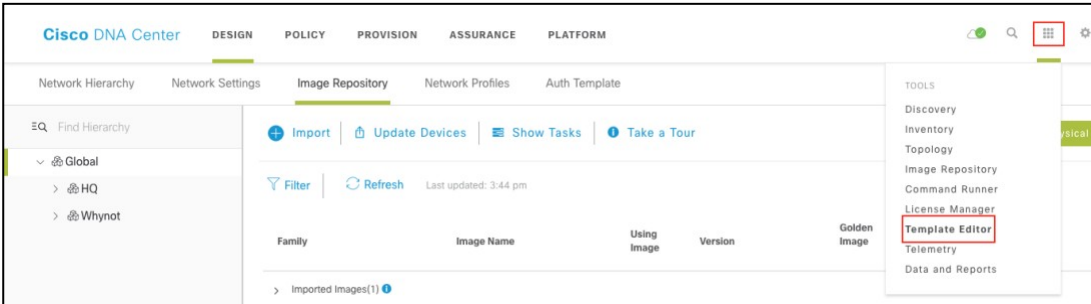 Cisco DNA Center DESIGN POLICY PROVISION ASSURANCE PLATFORM
Network Hierarchy Network Settings Image Repository Network Profiles Auth Template
TOOLS
Discovery
Inventory
Topology
Image Repository
Command Runner
License Manager
Template Editor
Telemetry
Data and Reports
Find Hierarchy
Global
HQ
Whynot
Import Update Devices Show Tasks Take a Tour
Filter Refresh Last updated: 3:44 pm
Family Image Name Using Image Version Golden Image
Imported Images(1)